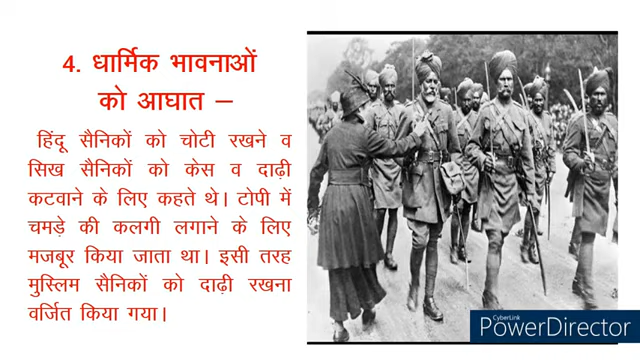 4. धार्मिक भावनाओं
को आघात –
हिंदू सैनिकों को चोटी रखने व
सिख सैनिकों को केस व दाढ़ी
कटवाने के लिए कहते थे। टोपी में
चमड़े की कलगी लगाने के लिए
मजबूर किया जाता था। इसी तरह
मुस्लिम सैनिकों को दाढ़ी रखना
वर्जित किया गया।
CyberLink
PowerDirector